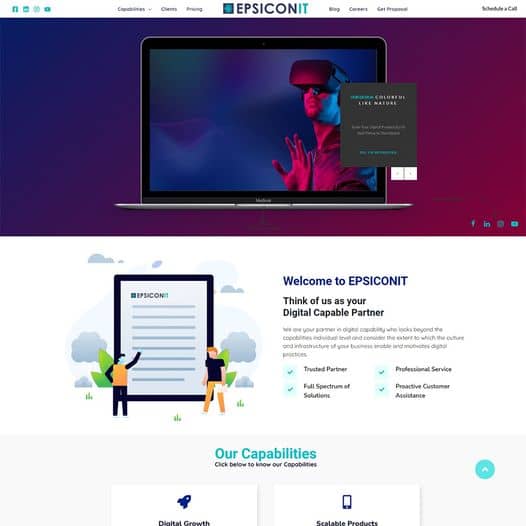 Capabilities
Clients
Pricing
EPSICONIT
Blog
Careers
Get Proposal
Schedule a Call
COLORFUL
LIKE NATURE
MacBook
EPSICONIT
Welcome to EPSICONIT
Think of us as your
Digital Capable Partner
We are your partner in digital capability who looks beyond the
capabilities individual level and consider the extent to which the culture
and infrastructure of your business enable and motivates digital
practices.
Trusted Partner
Professional Service
Full Spectrum of
Solutions
Proactive Customer
Assistance
Our Capabilities
Click below to know our Capabilities
Digital Growth
Scalable Products